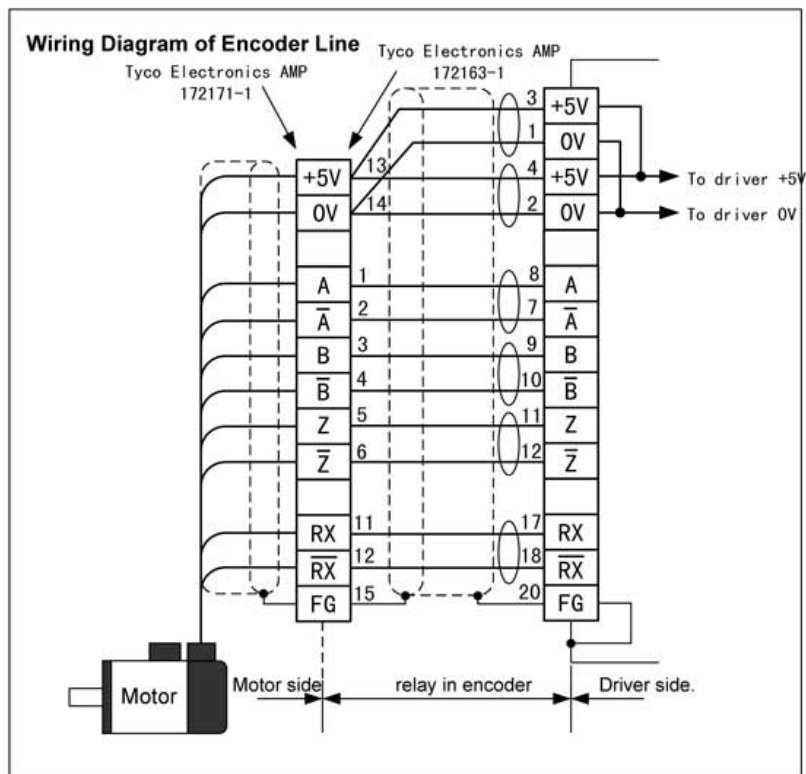 Wiring Diagram of Encoder Line
Tyco Electronics AMP
172171-1
Tyco Electronics AMP
172163-1
3 +5V
1 0V
+5V 13 4 +5V To driver +5V
0V 14 2 0V To driver 0V
A 1 8 A
A̅ 2 7 A̅
B 3 9 B
B̅ 4 10 B̅
Z 5 11 Z
Z̅ 6 12 Z̅
RX 11 17 RX
R̅X̅ 12 18 R̅X̅
FG 15 20 FG
Motor
Motor side relay in encoder Driver side.